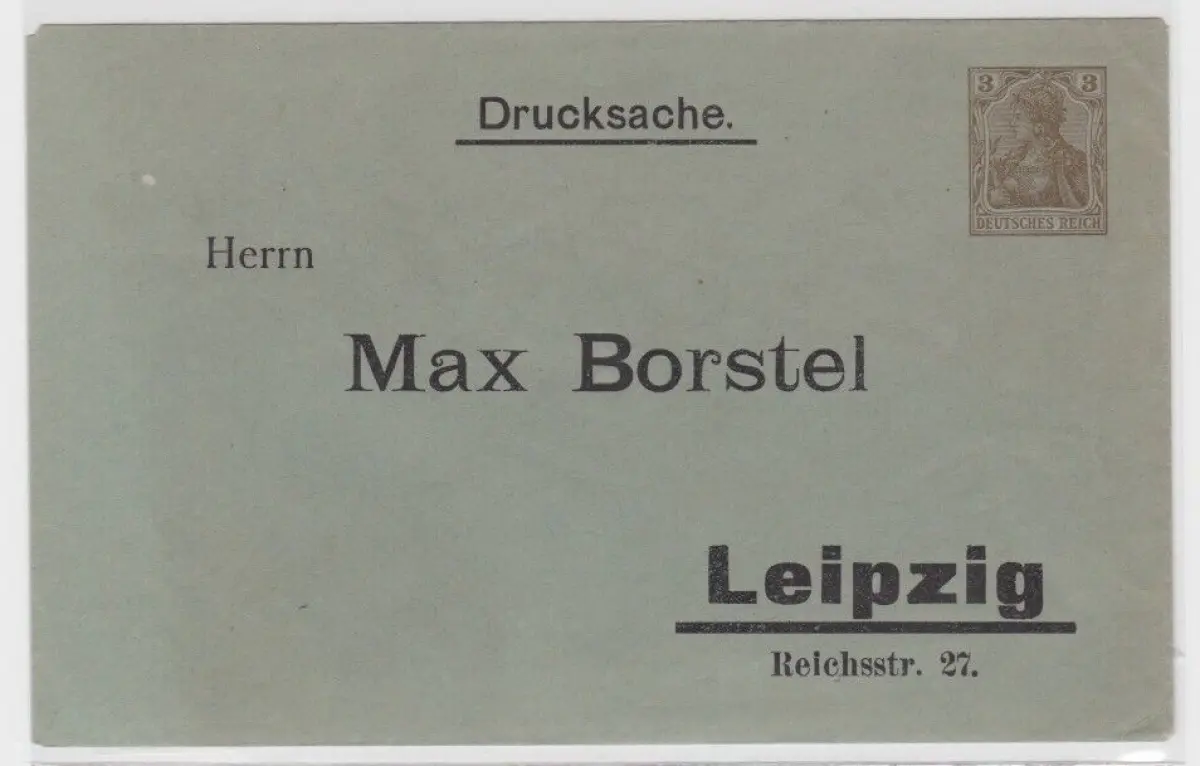 Drucksache.
3 3
DEUTSCHES REICH
Herrn
Max Borstel
Leipzig
Reichsstr. 27.